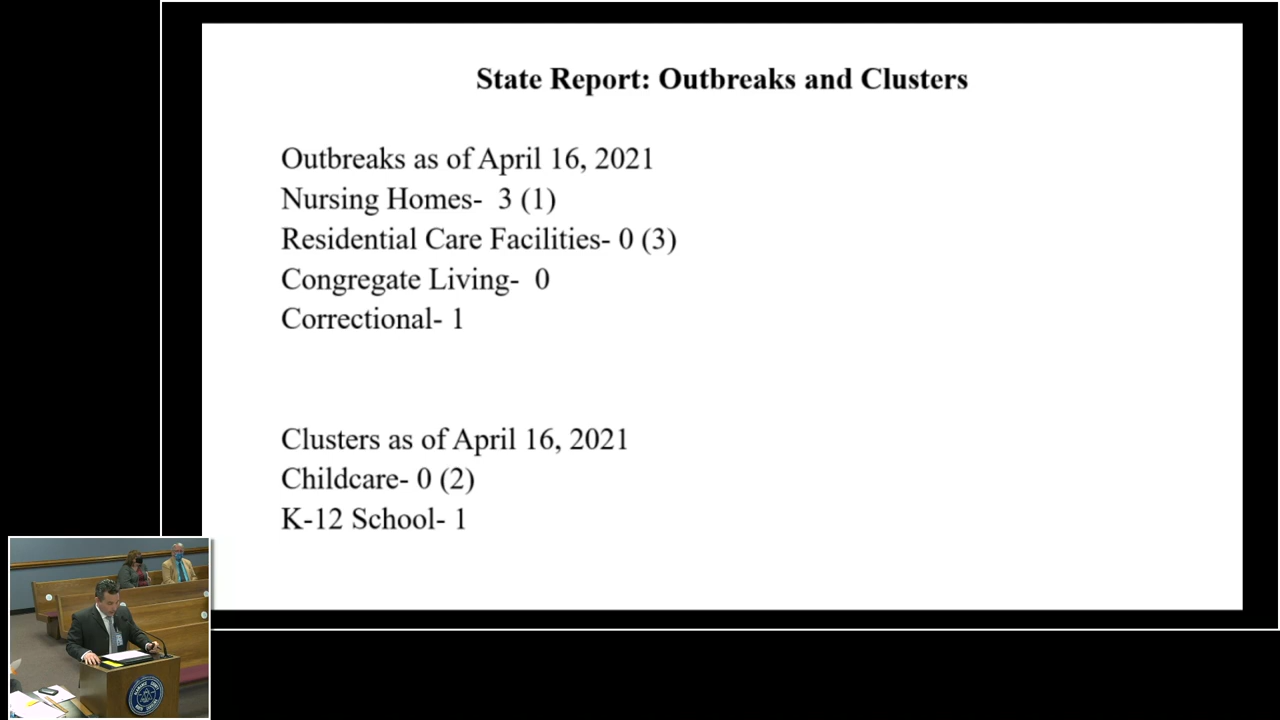 State Report: Outbreaks and Clusters
Outbreaks as of April 16, 2021
Nursing Homes-  3 (1)
Residential Care Facilities- 0 (3)
Congregate Living-  0
Correctional- 1
Clusters as of April 16, 2021
Childcare- 0 (2)
K-12 School- 1